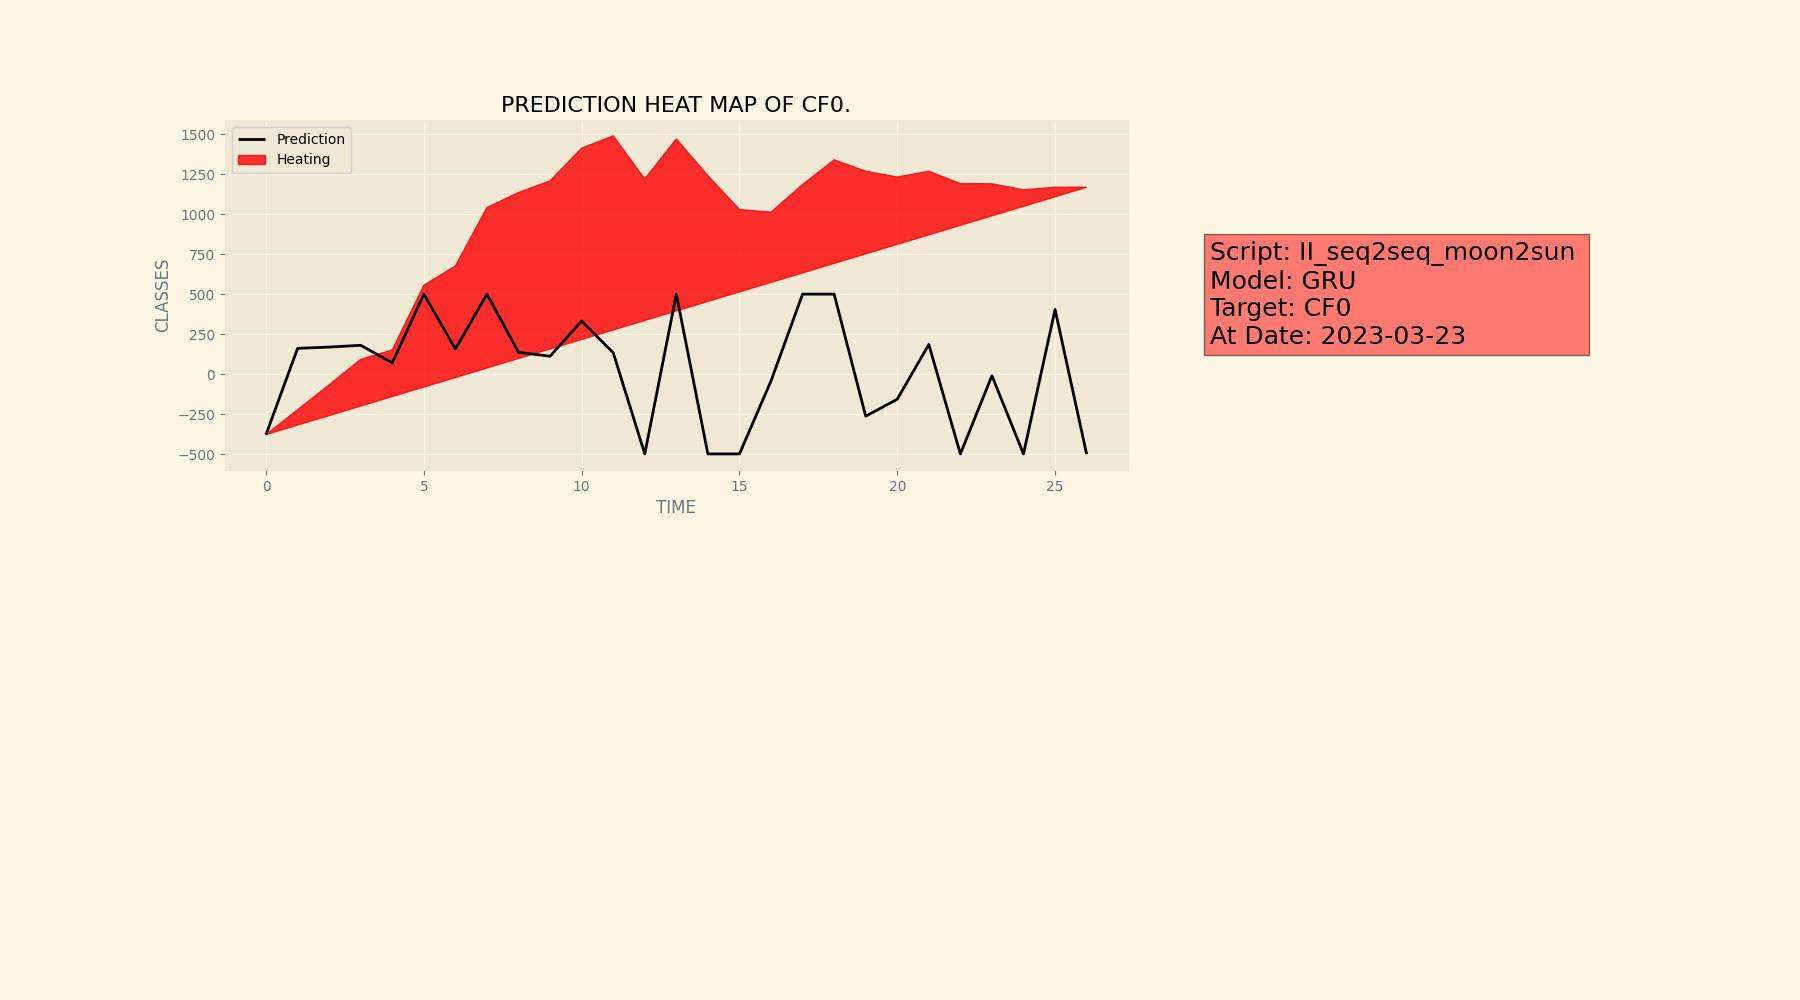 PREDICTION HEAT MAP OF CF0.
Prediction
Heating
1500
1250
1000
750
500
250
0
−250
−500
CLASSES
0 5 10 15 20 25
TIME
Script: II_seq2seq_moon2sun
Model: GRU
Target: CF0
At Date: 2023-03-23